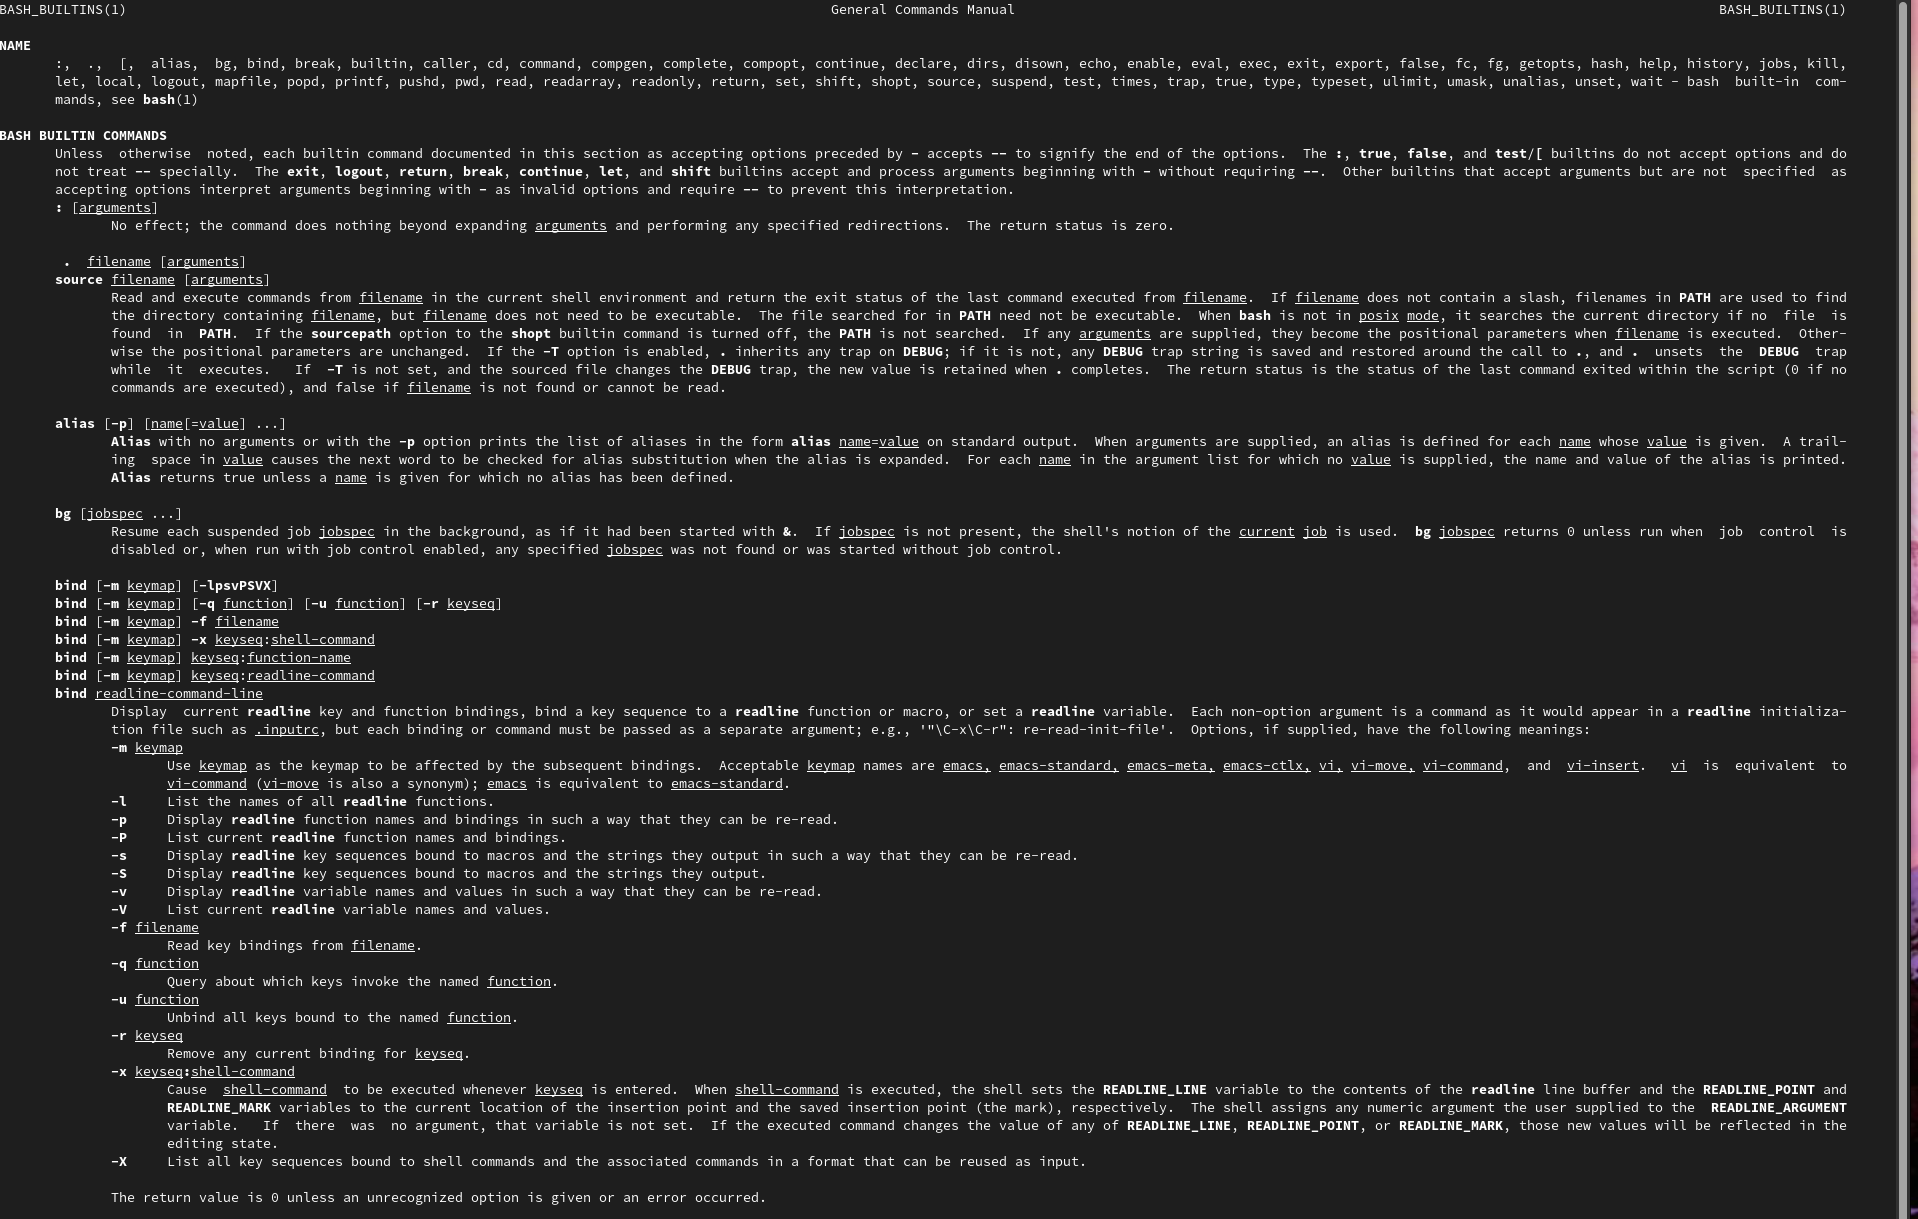 BASH_BUILTINS(1) General Commands Manual BASH_BUILTINS(1)
NAME
:, ., [, alias, bg, bind, break, builtin, caller, cd, command, compgen, complete, compopt, continue, declare, dirs, disown, echo, enable, eval, exec, exit, export, false, fc, fg, getopts, hash, help, history, jobs, kill,
let, local, logout, mapfile, popd, printf, pushd, pwd, read, readarray, readonly, return, set, shift, shopt, source, suspend, test, times, trap, true, type, typeset, ulimit, umask, unalias, unset, wait - bash built-in com-
mands, see bash(1)
BASH BUILTIN COMMANDS
Unless otherwise noted, each builtin command documented in this section as accepting options preceded by - accepts -- to signify the end of the options. The :, true, false, and test/[ builtins do not accept options and do
not treat -- specially. The exit, logout, return, break, continue, let, and shift builtins accept and process arguments beginning with - without requiring --. Other builtins that accept arguments but are not specified as
accepting options interpret arguments beginning with - as invalid options and require -- to prevent this interpretation.
: [arguments]
No effect; the command does nothing beyond expanding arguments and performing any specified redirections. The return status is zero.
. filename [arguments]
source filename [arguments]
Read and execute commands from filename in the current shell environment and return the exit status of the last command executed from filename. If filename does not contain a slash, filenames in PATH are used to find
the directory containing filename, but filename does not need to be executable. The file searched for in PATH need not be executable. When bash is not in posix mode, it searches the current directory if no file is
found in PATH. If the sourcepath option to the shopt builtin command is turned off, the PATH is not searched. If any arguments are supplied, they become the positional parameters when filename is executed. Other-
wise the positional parameters are unchanged. If the -T option is enabled, . inherits any trap on DEBUG; if it is not, any DEBUG trap string is saved and restored around the call to ., and . unsets the DEBUG trap
while it executes. If -T is not set, and the sourced file changes the DEBUG trap, the new value is retained when . completes. The return status is the status of the last command exited within the script (0 if no
commands are executed), and false if filename is not found or cannot be read.
alias [-p] [name[=value] ...]
Alias with no arguments or with the -p option prints the list of aliases in the form alias name=value on standard output. When arguments are supplied, an alias is defined for each name whose value is given. A trail-
ing space in value causes the next word to be checked for alias substitution when the alias is expanded. For each name in the argument list for which no value is supplied, the name and value of the alias is printed.
Alias returns true unless a name is given for which no alias has been defined.
bg [jobspec ...]
Resume each suspended job jobspec in the background, as if it had been started with &. If jobspec is not present, the shell's notion of the current job is used. bg jobspec returns 0 unless run when job control is
disabled or, when run with job control enabled, any specified jobspec was not found or was started without job control.
bind [-m keymap] [-lpsvPSVX]
bind [-m keymap] [-q function] [-u function] [-r keyseq]
bind [-m keymap] -f filename
bind [-m keymap] -x keyseq:shell-command
bind [-m keymap] keyseq:function-name
bind [-m keymap] keyseq:readline-command
bind readline-command-line
Display current readline key and function bindings, bind a key sequence to a readline function or macro, or set a readline variable. Each non-option argument is a command as it would appear in a readline initializa-
tion file such as .inputrc, but each binding or command must be passed as a separate argument; e.g., '"\C-x\C-r": re-read-init-file'. Options, if supplied, have the following meanings:
-m keymap
Use keymap as the keymap to be affected by the subsequent bindings. Acceptable keymap names are emacs, emacs-standard, emacs-meta, emacs-ctlx, vi, vi-move, vi-command, and vi-insert. vi is equivalent to
vi-command (vi-move is also a synonym); emacs is equivalent to emacs-standard.
-l List the names of all readline functions.
-p Display readline function names and bindings in such a way that they can be re-read.
-P List current readline function names and bindings.
-s Display readline key sequences bound to macros and the strings they output in such a way that they can be re-read.
-S Display readline key sequences bound to macros and the strings they output.
-v Display readline variable names and values in such a way that they can be re-read.
-V List current readline variable names and values.
-f filename
Read key bindings from filename.
-q function
Query about which keys invoke the named function.
-u function
Unbind all keys bound to the named function.
-r keyseq
Remove any current binding for keyseq.
-x keyseq:shell-command
Cause shell-command to be executed whenever keyseq is entered. When shell-command is executed, the shell sets the READLINE_LINE variable to the contents of the readline line buffer and the READLINE_POINT and
READLINE_MARK variables to the current location of the insertion point and the saved insertion point (the mark), respectively. The shell assigns any numeric argument the user supplied to the READLINE_ARGUMENT
variable. If there was no argument, that variable is not set. If the executed command changes the value of any of READLINE_LINE, READLINE_POINT, or READLINE_MARK, those new values will be reflected in the
editing state.
-X List all key sequences bound to shell commands and the associated commands in a format that can be reused as input.
The return value is 0 unless an unrecognized option is given or an error occurred.